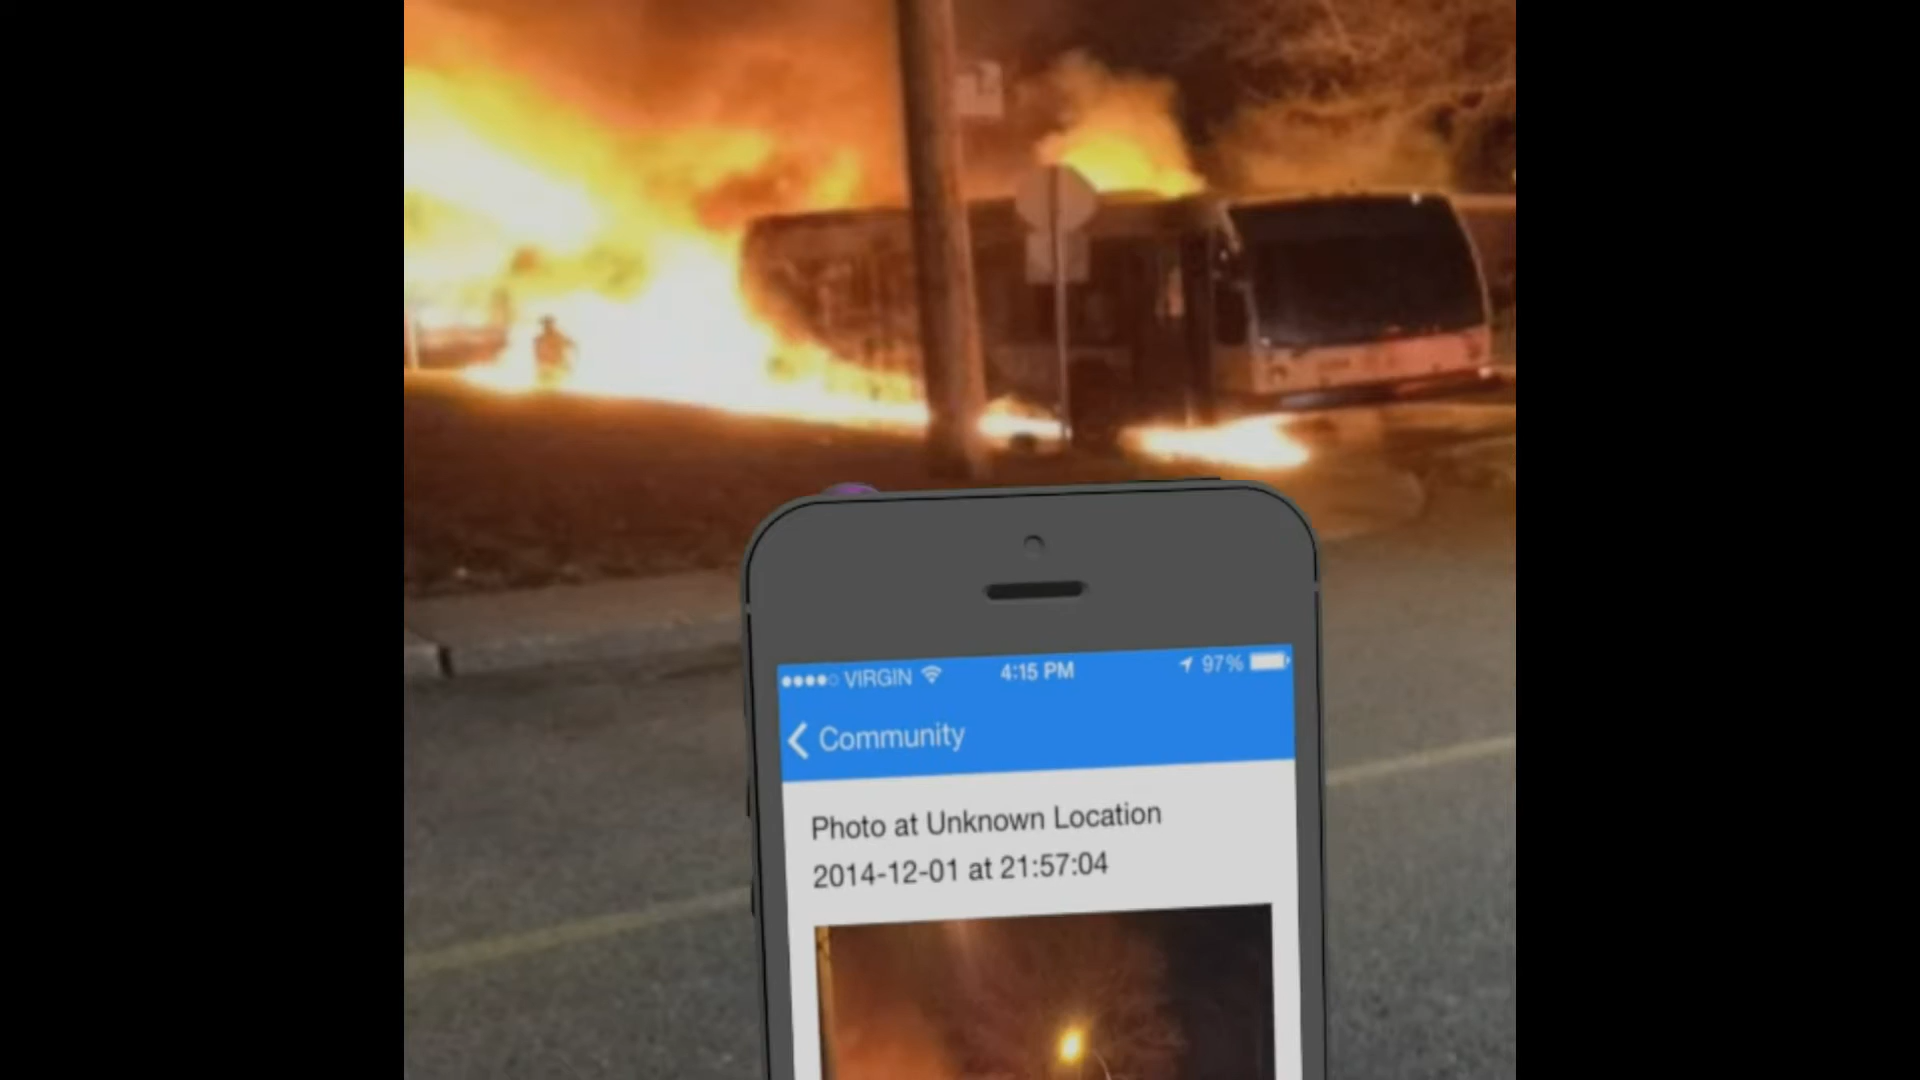 VIRGIN 4:15 PM 97%
Community
Photo at Unknown Location
2014-12-01 at 21:57:04